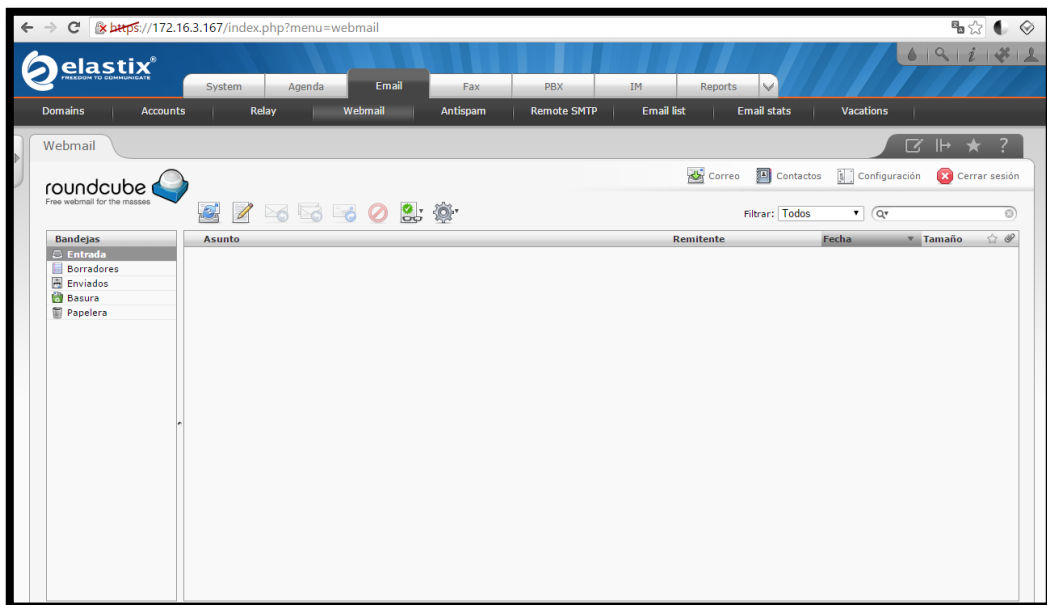 https://172.16.3.167/index.php?menu=webmail
elastix®
FREEDOM TO COMMUNICATE
System Agenda Email Fax PBX IM Reports
Domains Accounts Relay Webmail Antispam Remote SMTP Email list Email stats Vacations
Webmail
roundcube
Free webmail for the masses
Correo Contactos Configuración Cerrar sesión
Filtrar: Todos
Bandejas Asunto Remitente Fecha Tamaño
Entrada
Borradores
Enviados
Basura
Papelera